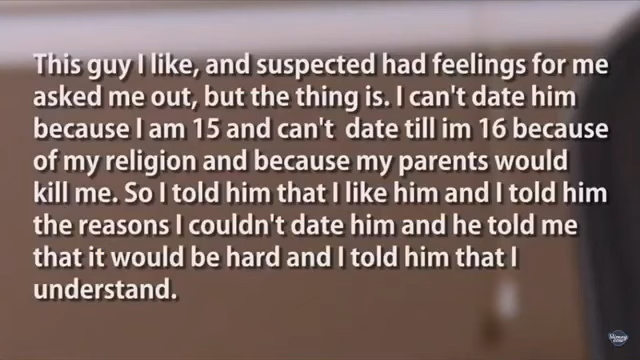 This guy I like, and suspected had feelings for me
asked me out, but the thing is. I can't date him
because I am 15 and can't  date till im 16 because
of my religion and because my parents would
kill me. So I told him that I like him and I told him
the reasons I couldn't date him and he told me
that it would be hard and I told him that I
understand.